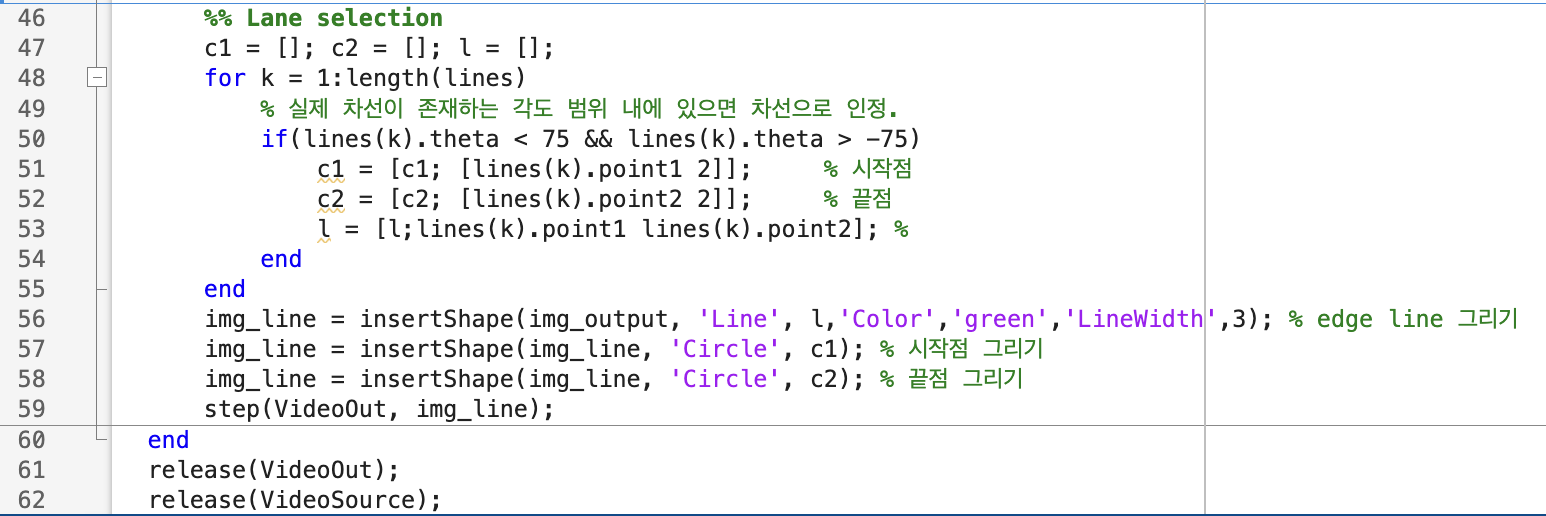 46 %% Lane selection
47 c1 = []; c2 = []; l = [];
48 for k = 1:length(lines)
49 % 실제 차선이 존재하는 각도 범위 내에 있으면 차선으로 인정.
50 if(lines(k).theta < 75 && lines(k).theta > -75)
51 c1 = [c1; [lines(k).point1 2]]; % 시작점
52 c2 = [c2; [lines(k).point2 2]]; % 끝점
53 l = [l;lines(k).point1 lines(k).point2]; %
54 end
55 end
56 img_line = insertShape(img_output, 'Line', l,'Color','green','LineWidth',3); % edge line 그리기
57 img_line = insertShape(img_line, 'Circle', c1); % 시작점 그리기
58 img_line = insertShape(img_line, 'Circle', c2); % 끝점 그리기
59 step(VideoOut, img_line);
60 end
61 release(VideoOut);
62 release(VideoSource);